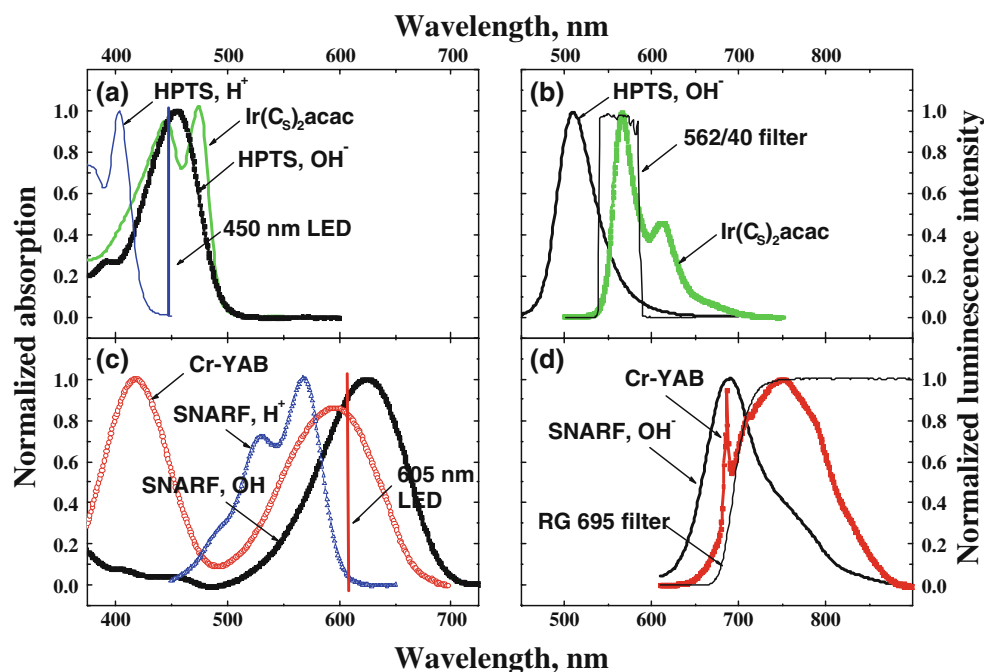 Wavelength, nm
400 500 600 700
500 600 700 800
Normalized absorption
Normalized luminescence intensity
(a)
HPTS, H⁺
Ir(C_S)₂acac
HPTS, OH⁻
450 nm LED
1.0
0.8
0.6
0.4
0.2
0.0
(b)
HPTS, OH⁻
562/40 filter
Ir(C_S)₂acac
1.0
0.8
0.6
0.4
0.2
0.0
(c)
Cr-YAB
SNARF, H⁺
SNARF, OH
605 nm
LED
1.0
0.8
0.6
0.4
0.2
0.0
(d)
Cr-YAB
SNARF, OH⁻
RG 695 filter
1.0
0.8
0.6
0.4
0.2
0.0
400 500 600 700
500 600 700 800
Wavelength, nm
Wavelength, nm